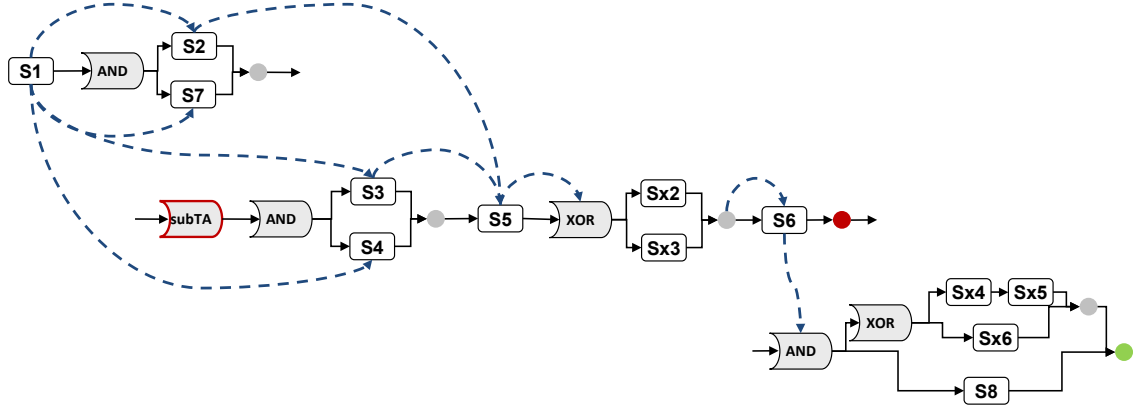 S1
AND
S2
S7
subTA
AND
S3
S4
S5
XOR
Sx2
Sx3
S6
AND
XOR
Sx4
Sx5
Sx6
S8